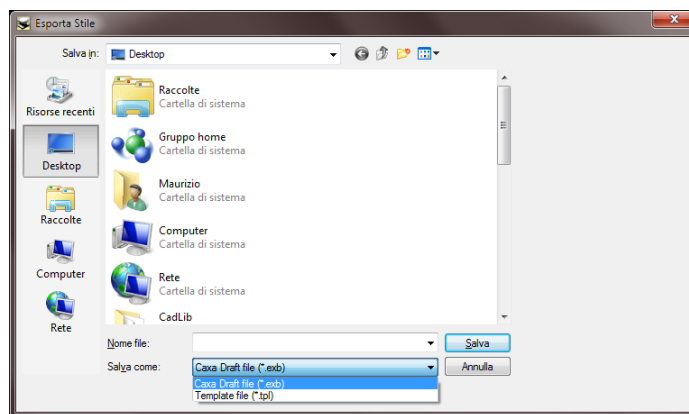 Esporta Stile
Salva in:
Desktop
Risorse recenti
Desktop
Raccolte
Computer
Rete
Raccolte
Cartella di sistema
Gruppo home
Cartella di sistema
Maurizio
Cartella di sistema
Computer
Cartella di sistema
Rete
Cartella di sistema
CadLib
Nome file:
Salva
Salva come:
Caxa Draft file (*.exb)
Annulla
Caxa Draft file (*.exb)
Template file (*.tpl)